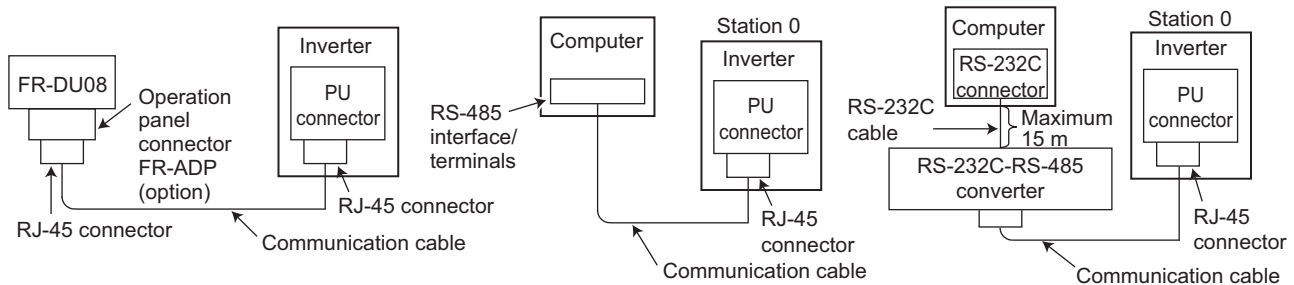 FR-DU08
Operation
panel
connector
FR-ADP
(option)
RJ-45 connector
Inverter
PU
connector
RJ-45 connector
Communication cable
Computer
RS-485
interface/
terminals
Station 0
Inverter
PU
connector
RJ-45
connector
Communication cable
Computer
RS-232C
connector
RS-232C
cable
Maximum
15 m
RS-232C-RS-485
converter
Station 0
Inverter
PU
connector
RJ-45
connector
Communication cable